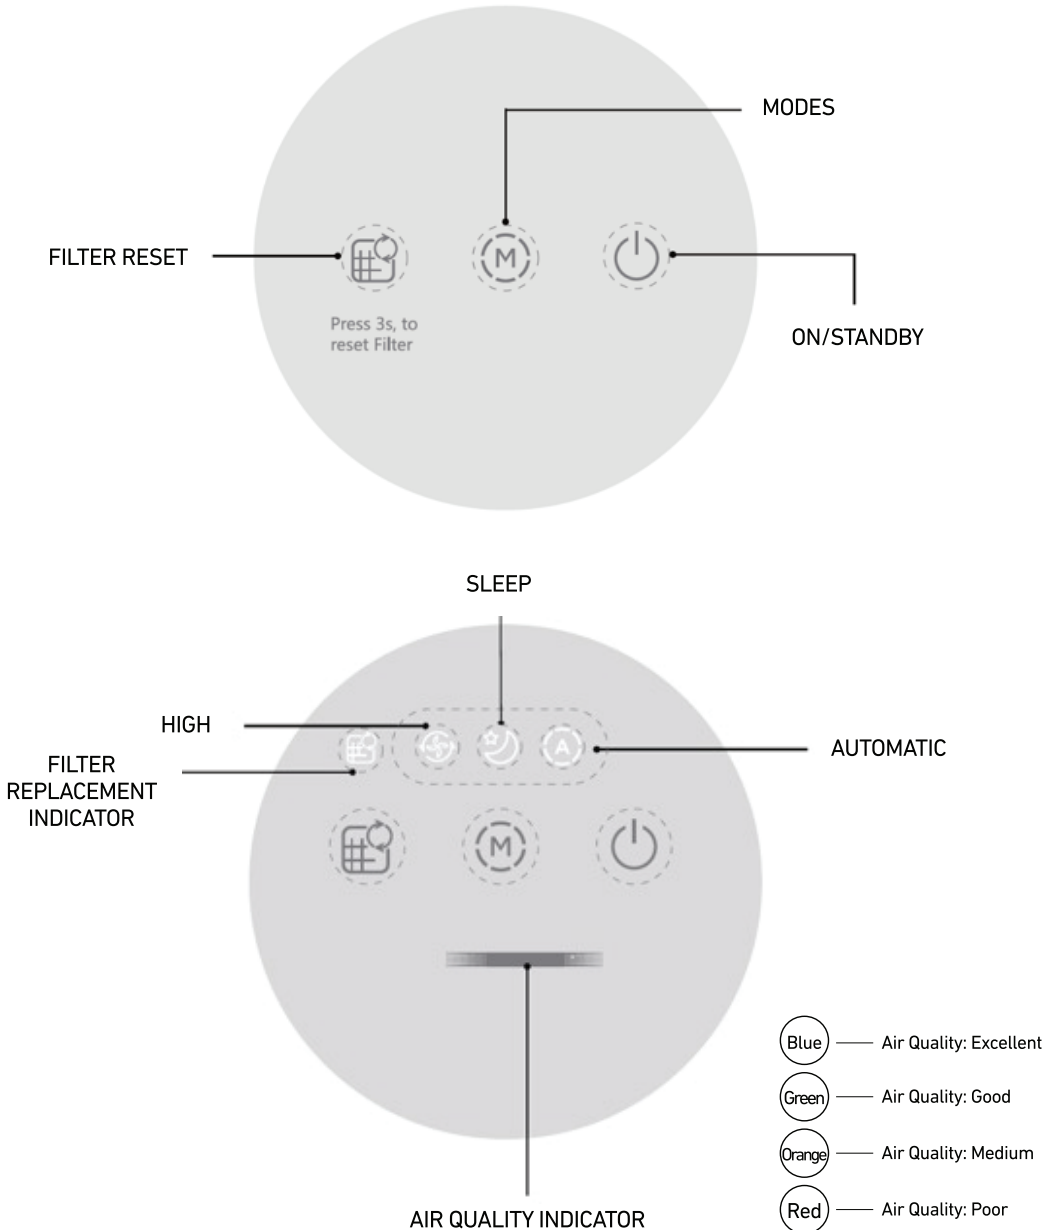 MODES
FILTER RESET
M
Press 3s, to
reset Filter
ON/STANDBY
SLEEP
HIGH
A
AUTOMATIC
FILTER
REPLACEMENT
INDICATOR
M
Blue
Air Quality: Excellent
Green
Air Quality: Good
Orange
Air Quality: Medium
Red
Air Quality: Poor
AIR QUALITY INDICATOR